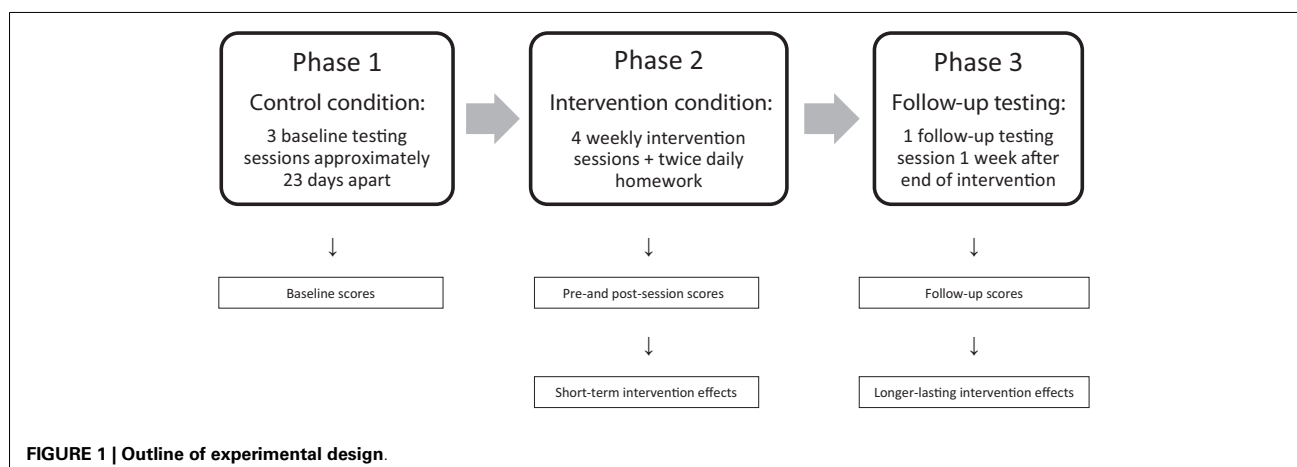 Phase 1
Control condition:
3 baseline testing
sessions approximately
23 days apart
Phase 2
Intervention condition:
4 weekly intervention
sessions + twice daily
homework
Phase 3
Follow-up testing:
1 follow-up testing
session 1 week after
end of intervention
↓
↓
↓
Baseline scores
Pre-and post-session scores
Follow-up scores
↓
↓
Short-term intervention effects
Longer-lasting intervention effects
FIGURE 1 | Outline of experimental design.